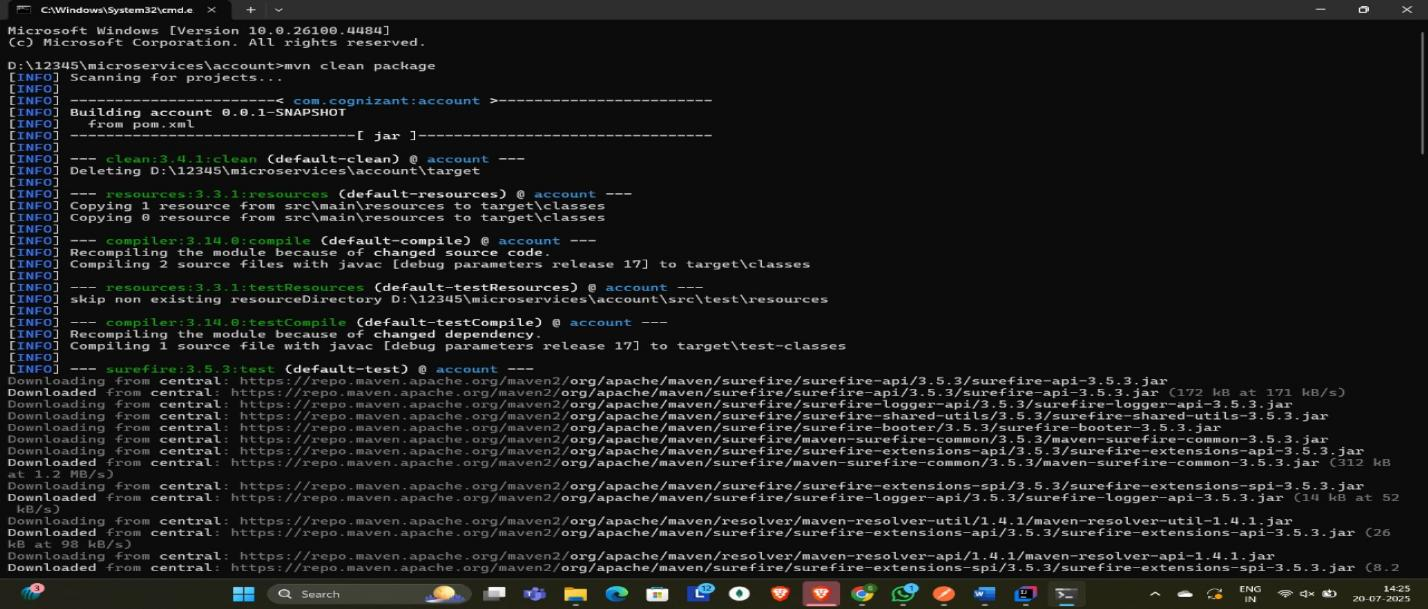 C:\Windows\System32\cmd.e
Microsoft Windows [Version 10.0.26100.4484]
(c) Microsoft Corporation. All rights reserved.
D:\12345\microservices\account>mvn clean package
[INFO] Scanning for projects...
[INFO]
[INFO] -----------------------< com.cognizant:account >------------------------
[INFO] Building account 0.0.1-SNAPSHOT
[INFO]   from pom.xml
[INFO] --------------------------------[ jar ]---------------------------------
[INFO]
[INFO] --- clean:3.4.1:clean (default-clean) @ account ---
[INFO] Deleting D:\12345\microservices\account\target
[INFO]
[INFO] --- resources:3.3.1:resources (default-resources) @ account ---
[INFO] Copying 1 resource from src\main\resources to target\classes
[INFO] Copying 0 resource from src\main\resources to target\classes
[INFO]
[INFO] --- compiler:3.14.0:compile (default-compile) @ account ---
[INFO] Recompiling the module because of changed source code.
[INFO] Compiling 2 source files with javac [debug parameters release 17] to target\classes
[INFO]
[INFO] --- resources:3.3.1:testResources (default-testResources) @ account ---
[INFO] skip non existing resourceDirectory D:\12345\microservices\account\src\test\resources
[INFO]
[INFO] --- compiler:3.14.0:testCompile (default-testCompile) @ account ---
[INFO] Recompiling the module because of changed dependency.
[INFO] Compiling 1 source file with javac [debug parameters release 17] to target\test-classes
[INFO]
[INFO] --- surefire:3.5.3:test (default-test) @ account ---
Downloading from central: https://repo.maven.apache.org/maven2/org/apache/maven/surefire/surefire-api/3.5.3/surefire-api-3.5.3.jar
Downloaded from central: https://repo.maven.apache.org/maven2/org/apache/maven/surefire/surefire-api/3.5.3/surefire-api-3.5.3.jar (172 kB at 171 kB/s)
Downloading from central: https://repo.maven.apache.org/maven2/org/apache/maven/surefire/surefire-logger-api/3.5.3/surefire-logger-api-3.5.3.jar
Downloading from central: https://repo.maven.apache.org/maven2/org/apache/maven/surefire/surefire-shared-utils/3.5.3/surefire-shared-utils-3.5.3.jar
Downloading from central: https://repo.maven.apache.org/maven2/org/apache/maven/surefire/surefire-booter/3.5.3/surefire-booter-3.5.3.jar
Downloading from central: https://repo.maven.apache.org/maven2/org/apache/maven/surefire/maven-surefire-common/3.5.3/maven-surefire-common-3.5.3.jar
Downloading from central: https://repo.maven.apache.org/maven2/org/apache/maven/surefire/surefire-extensions-api/3.5.3/surefire-extensions-api-3.5.3.jar
Downloaded from central: https://repo.maven.apache.org/maven2/org/apache/maven/surefire/maven-surefire-common/3.5.3/maven-surefire-common-3.5.3.jar (312 kB
at 1.2 MB/s)
Downloading from central: https://repo.maven.apache.org/maven2/org/apache/maven/surefire/surefire-extensions-spi/3.5.3/surefire-extensions-spi-3.5.3.jar
Downloaded from central: https://repo.maven.apache.org/maven2/org/apache/maven/surefire/surefire-logger-api/3.5.3/surefire-logger-api-3.5.3.jar (14 kB at 52
kB/s)
Downloading from central: https://repo.maven.apache.org/maven2/org/apache/maven/resolver/maven-resolver-util/1.4.1/maven-resolver-util-1.4.1.jar
Downloaded from central: https://repo.maven.apache.org/maven2/org/apache/maven/surefire/surefire-extensions-api/3.5.3/surefire-extensions-api-3.5.3.jar (26
kB at 98 kB/s)
Downloading from central: https://repo.maven.apache.org/maven2/org/apache/maven/resolver/maven-resolver-api/1.4.1/maven-resolver-api-1.4.1.jar
Downloaded from central: https://repo.maven.apache.org/maven2/org/apache/maven/surefire/surefire-extensions-spi/3.5.3/surefire-extensions-spi-3.5.3.jar (8.2
3
Search
12
1
ENG
IN
14:25
20-07-2025